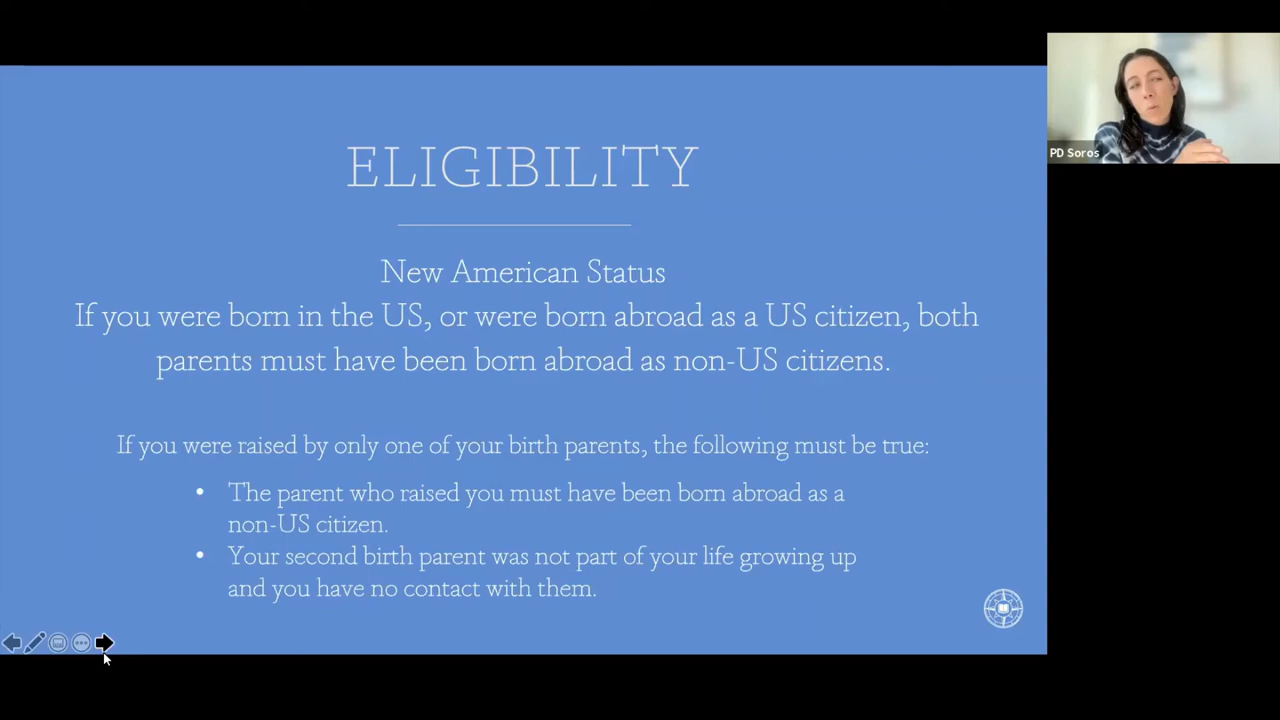 ELIGIBILITY
New American Status
If you were born in the US, or were born abroad as a US citizen, both
parents must have been born abroad as non-US citizens.
If you were raised by only one of your birth parents, the following must be true:
• The parent who raised you must have been born abroad as a
non-US citizen.
• Your second birth parent was not part of your life growing up
and you have no contact with them.
PD Soros